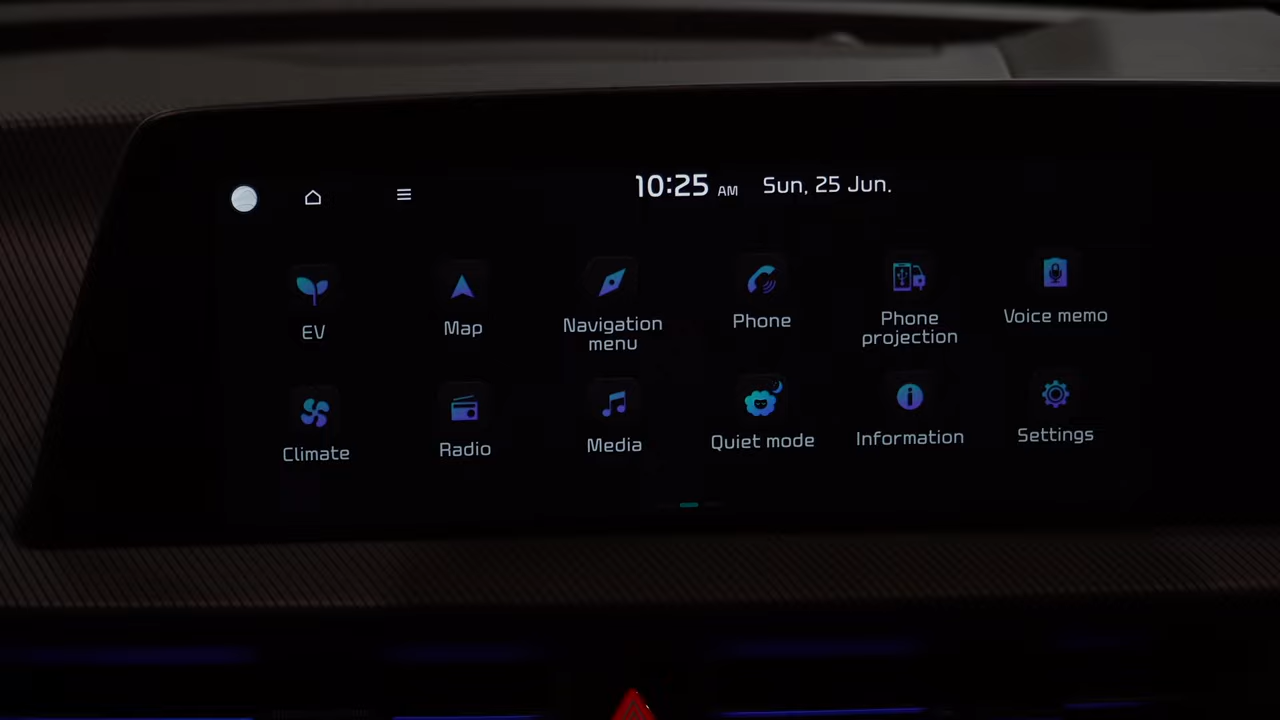 10:25 AM Sun, 25 Jun.
EV
Map
Navigation
menu
Phone
Phone
projection
Voice memo
Climate
Radio
Media
Quiet mode
Information
Settings